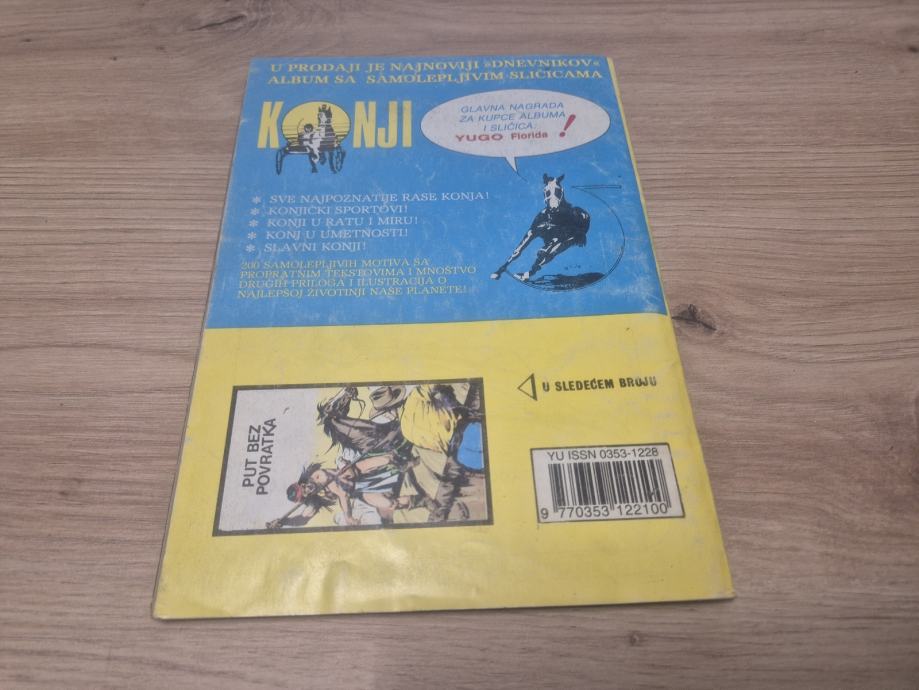 U PRODAJI JE NAJNOVIJI »DNEVNIKOV«
ALBUM SA SAMOLEPLJIVIM SLIČICAMA
KONJI
GLAVNA NAGRADA
ZA KUPCE ALBUMA
I SLIČICA:
YUGO Florida !
* SVE NAJPOZNATIJE RASE KONJA!
* KONJIČKI SPORTOVI!
* KONJI U RATU I MIRU!
* KONJ U UMETNOSTI!
* SLAVNI KONJI!
200 SAMOLEPLJIVIH MOTIVA SA
PROPRATNIM TEKSTOVIMA I MNOŠTVO
DRUGIH PRILOGA I ILUSTRACIJA O
NAJLEPŠOJ ŽIVOTINJI NAŠE PLANETE!
U SLEDEĆEM BROJU
PUT BEZ
POVRATKA
YU ISSN 0353-1228
9 770353 122100